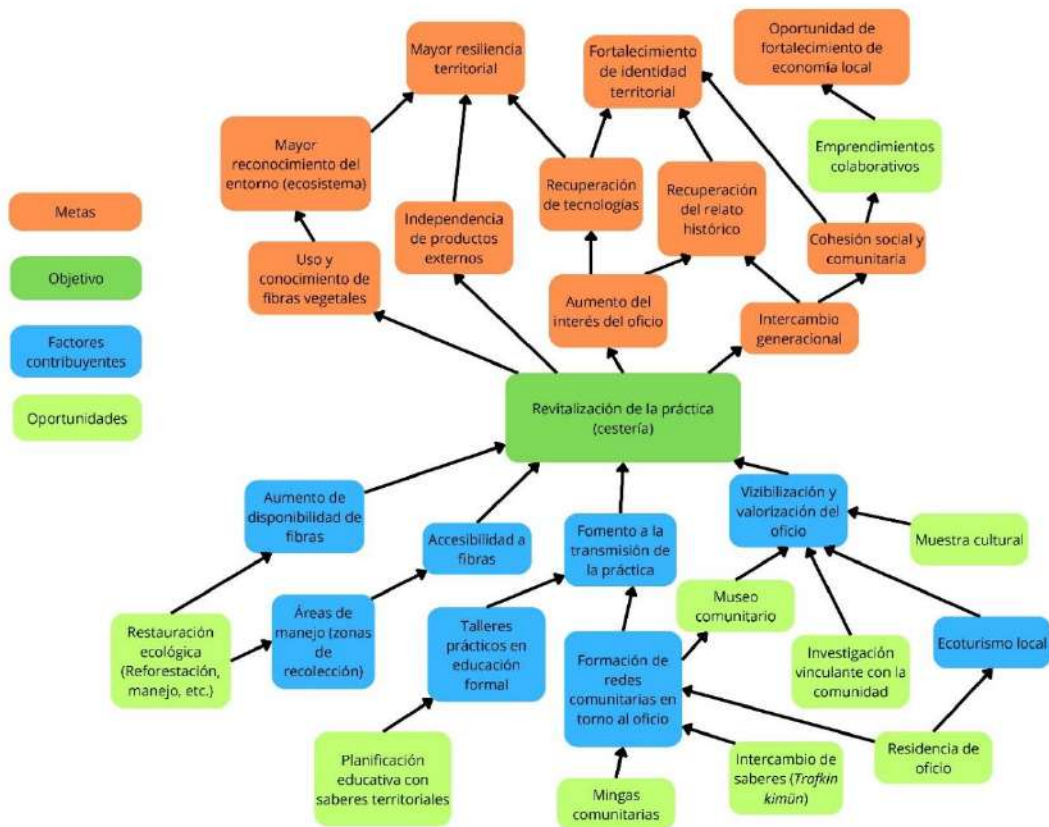 Mayor resiliencia
territorial
Fortalecimiento
de identidad
territorial
Oportunidad de
fortalecimiento de
economía local
Mayor
reconocimiento del
entorno (ecosistema)
Emprendimientos
colaborativos
Recuperación
de tecnologías
Recuperación
del relato
histórico
Independencia
de productos
externos
Cohesión social y
comunitaria
Uso y
conocimiento de
fibras vegetales
Aumento del
interés del oficio
Intercambio
generacional
Metas
Objetivo
Factores
contribuyentes
Oportunidades
Revitalización de la práctica
(cestería)
Aumento de
disponibilidad de
fibras
Accesibilidad a
fibras
Fomento a la
transmisión de
la práctica
Vizibilización y
valorización del
oficio
Muestra cultural
Restauración
ecológica
(Reforestación,
manejo, etc.)
Áreas de
manejo (zonas
de
recolección)
Talleres
prácticos en
educación
formal
Formación de
redes
comunitarias en
torno al oficio
Museo
comunitario
Investigación
vinculante con la
comunidad
Ecoturismo local
Planificación
educativa con
saberes territoriales
Mingas
comunitarias
Intercambio de
saberes (Trafkin
kimün)
Residencia de
oficio